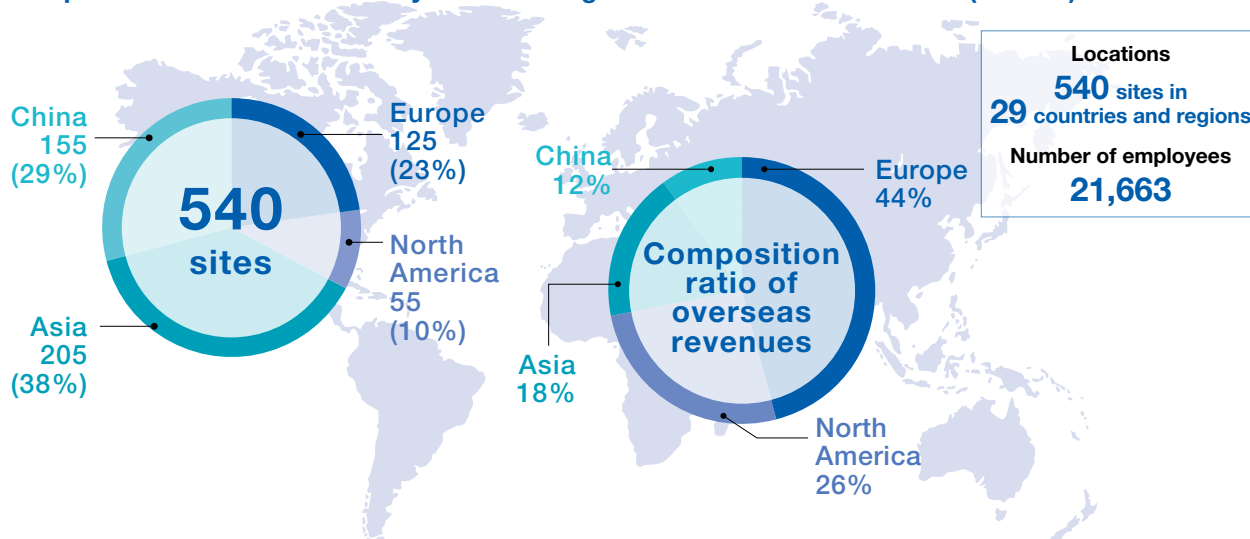 China
155
(29%)
Europe
125
(23%)
540
sites
North
America
55
(10%)
Asia
205
(38%)
China
12%
Europe
44%
Composition
ratio of
overseas
revenues
Asia
18%
North
America
26%
Locations
540 sites in
29 countries and regions
Number of employees
21,663